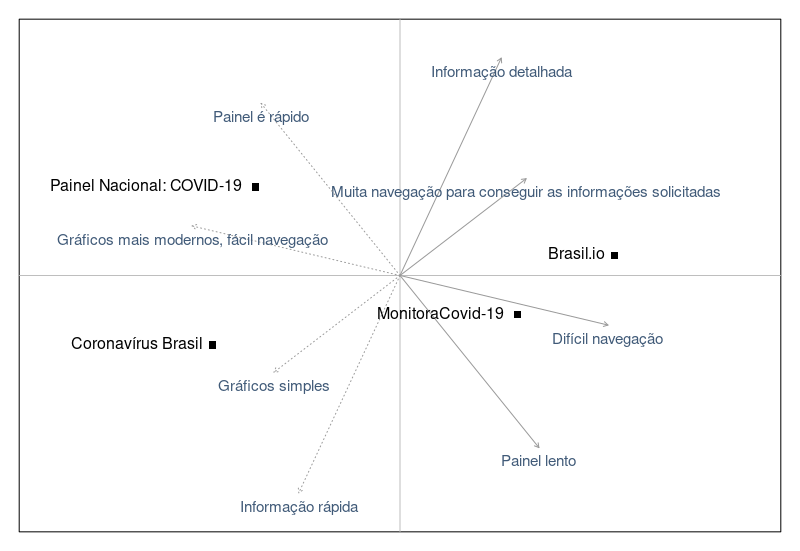 Informação detalhada
Painel é rápido
Painel Nacional: COVID-19
Muita navegação para conseguir as informações solicitadas
Gráficos mais modernos, fácil navegação
Brasil.io
MonitoraCovid-19
Difícil navegação
Coronavírus Brasil
Gráficos simples
Painel lento
Informação rápida